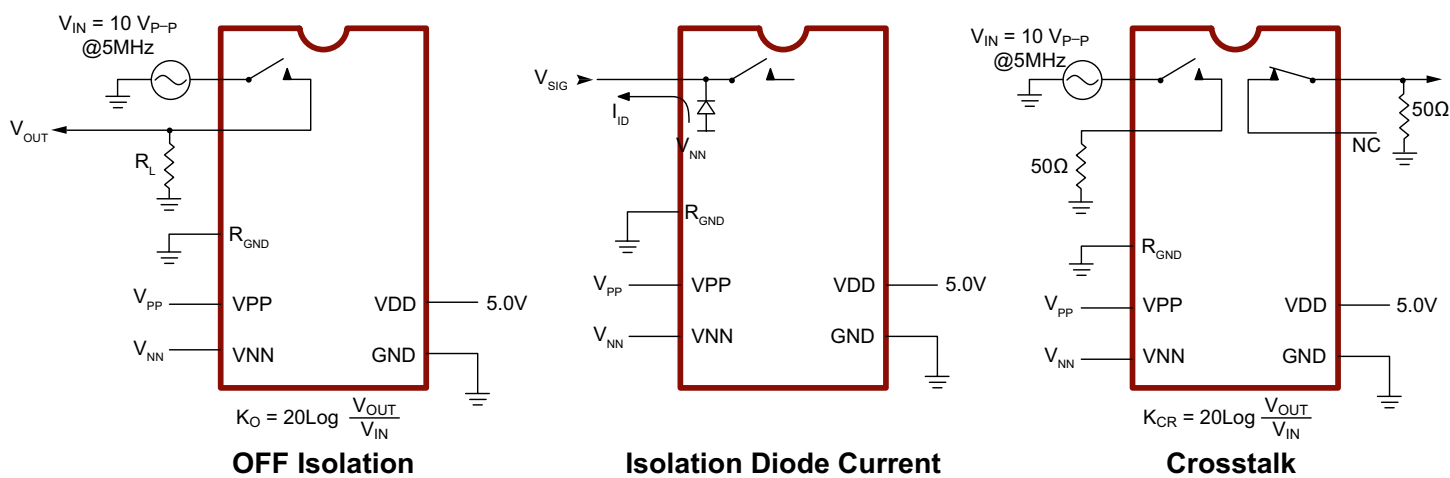 V_IN = 10 V_P–P
@5MHz
V_OUT
R_L
R_GND
V_PP
VPP
VDD
5.0V
V_NN
VNN
GND
K_O = 20Log V_OUT
V_IN
OFF Isolation
V_SIG
I_ID
V_NN
R_GND
V_PP
VPP
VDD
5.0V
V_NN
VNN
GND
Isolation Diode Current
V_IN = 10 V_P–P
@5MHz
50Ω
NC
50Ω
R_GND
V_PP
VPP
VDD
5.0V
V_NN
VNN
GND
K_CR = 20Log V_OUT
V_IN
Crosstalk